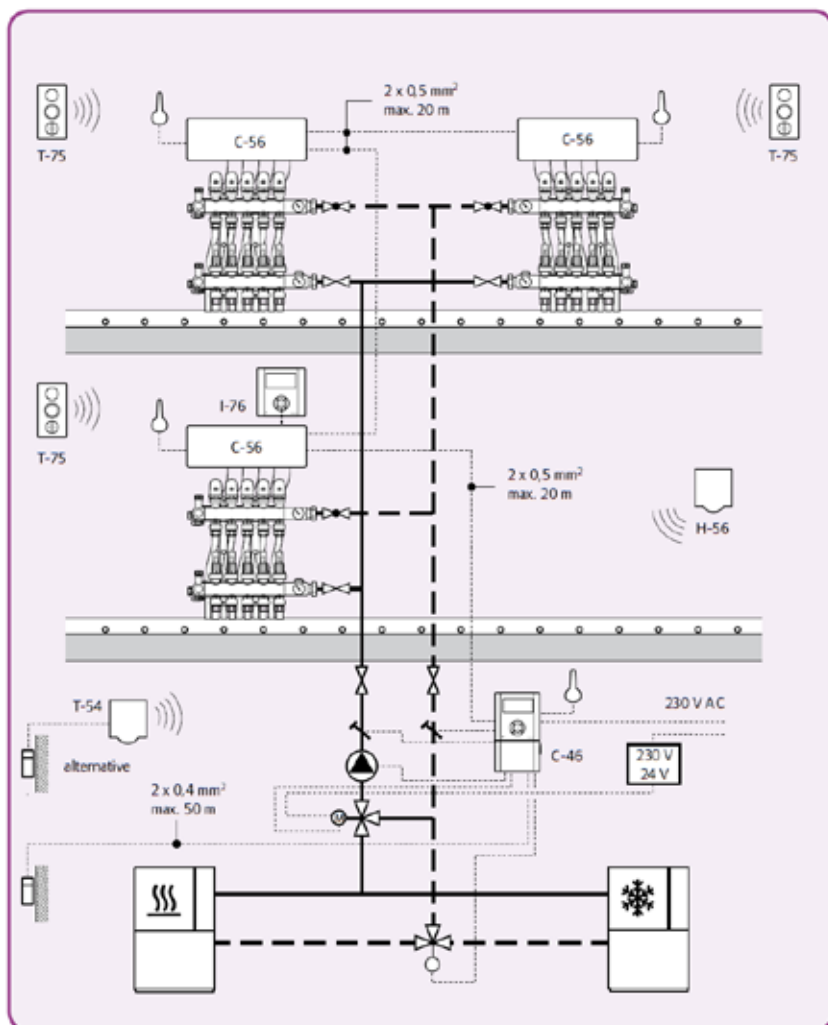 2 x 0,5 mm²
max. 20 m
T-75
C-56
C-56
T-75
I-76
T-75
C-56
2 x 0,5 mm²
max. 20 m
H-56
T-54
230 V AC
alternative
C-46
230 V
24 V
2 x 0,4 mm²
max. 50 m
M